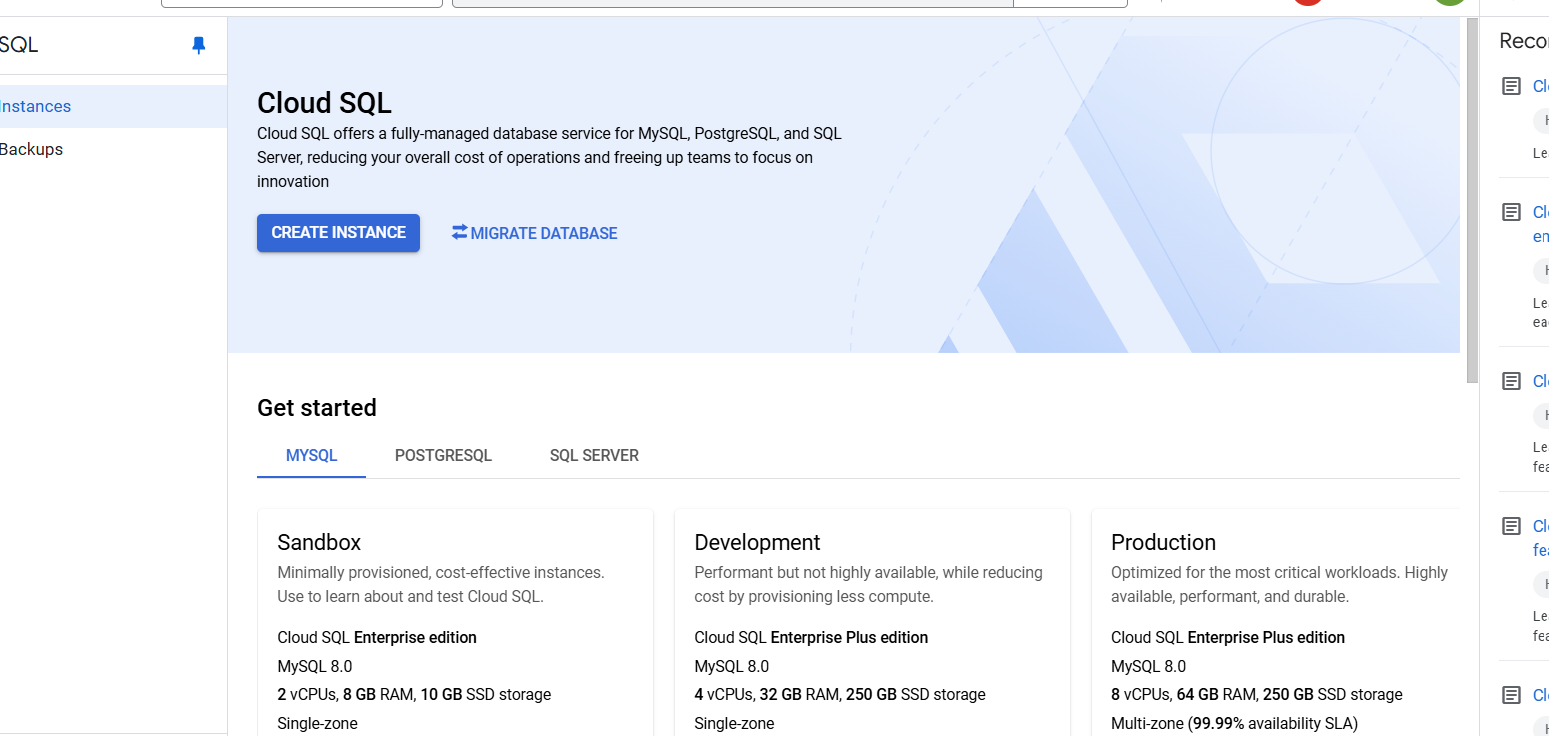 SQL
Instances
Backups
Cloud SQL
Cloud SQL offers a fully-managed database service for MySQL, PostgreSQL, and SQL
Server, reducing your overall cost of operations and freeing up teams to focus on
innovation
CREATE INSTANCE
MIGRATE DATABASE
Get started
MYSQL
POSTGRESQL
SQL SERVER
Sandbox
Minimally provisioned, cost-effective instances.
Use to learn about and test Cloud SQL.
Cloud SQL Enterprise edition
MySQL 8.0
2 vCPUs, 8 GB RAM, 10 GB SSD storage
Single-zone
Development
Performant but not highly available, while reducing
cost by provisioning less compute.
Cloud SQL Enterprise Plus edition
MySQL 8.0
4 vCPUs, 32 GB RAM, 250 GB SSD storage
Single-zone
Production
Optimized for the most critical workloads. Highly
available, performant, and durable.
Cloud SQL Enterprise Plus edition
MySQL 8.0
8 vCPUs, 64 GB RAM, 250 GB SSD storage
Multi-zone (99.99% availability SLA)